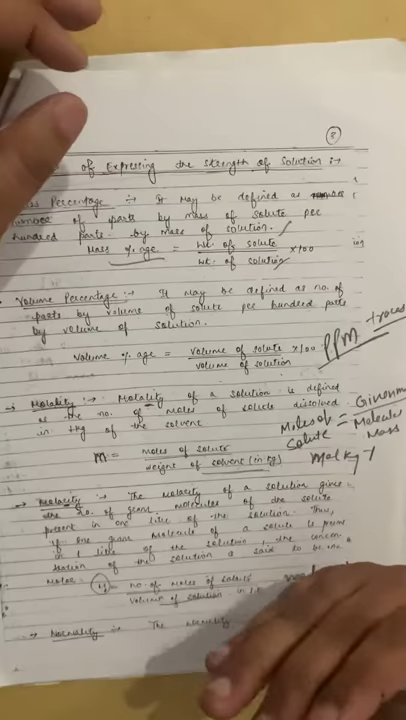 3
of Expressing the strength of Solution :→
Percentage :→ It may be defined as
of parts by mass of solute per
hundred parts by mass of solution.
Mass % age = wt. of solute / wt. of solution × 100
Volume Percentage :→ It may be defined as no. of
parts by volume of solute per hundred parts
by volume of solution.
Volume % age = volume of solute / volume of solution × 100
PPM
→ Molality :→ Molality of a solution is defined
as the no. of moles of solute dissolved
in 1kg of the solvent
m = moles of solute / weight of solvent (in kg)
Moles of solute = Given / Molecular Mass
→ Molarity :→ The Molarity of a solution gives
the no. of gram molecules of the solute
present in one litre of the solution. Thus,
if one gram molecule of a solute is
in 1 litre of the solution, the concen
tration of the solution is said to be
Molar.
M = no. of moles of solute / Volume of solution in
→ Normality :→ The normality